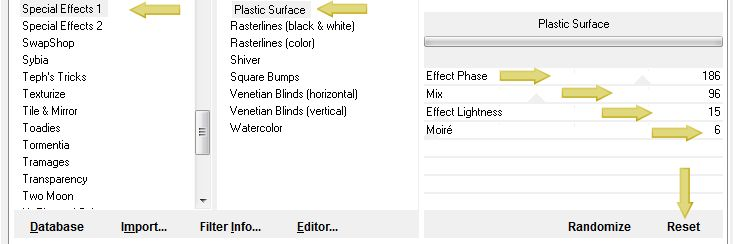 Special Effects 1
Special Effects 2
SwapShop
Sybia
Teph's Tricks
Texturize
Tile & Mirror
Toadies
Tormentia
Tramages
Transparency
Two Moon
Plastic Surface
Rasterlines (black & white)
Rasterlines (color)
Shiver
Square Bumps
Venetian Blinds (horizontal)
Venetian Blinds (vertical)
Watercolor
Plastic Surface
Effect Phase 186
Mix 96
Effect Lightness 15
Moiré 6
Database Import... Filter Info... Editor... Randomize Reset